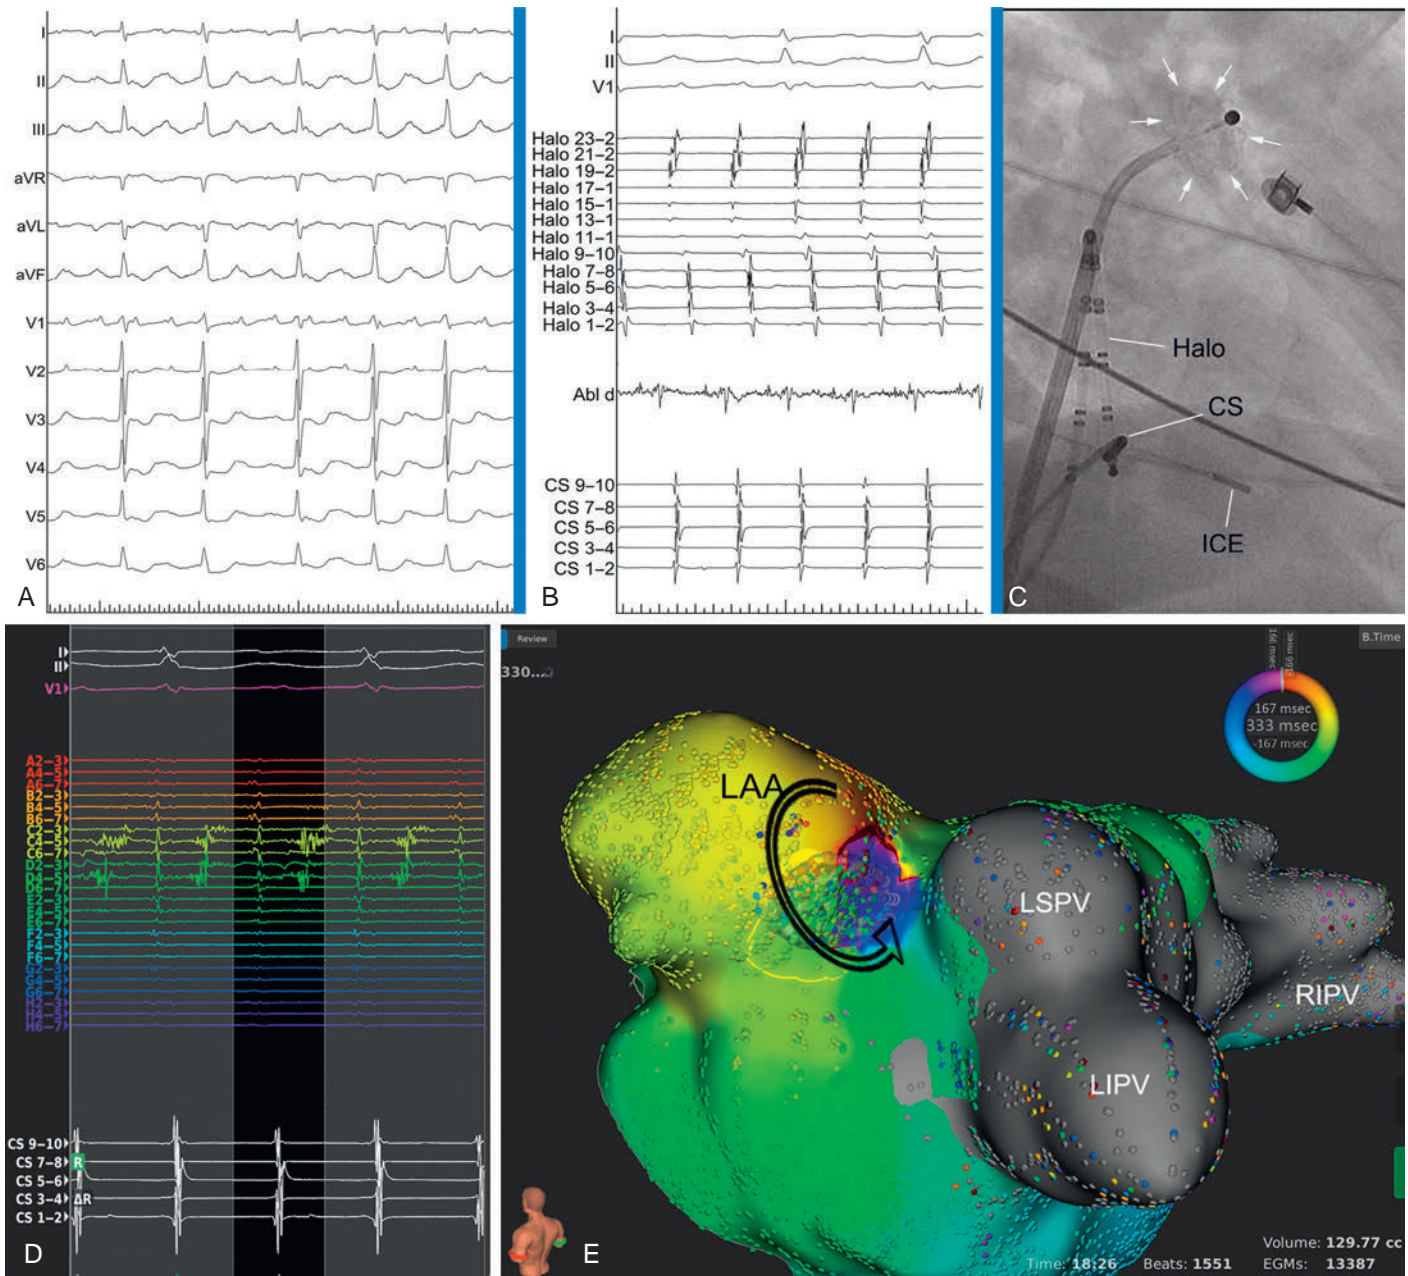 I
II
III
aVR
aVL
aVF
V1
V2
V3
V4
V5
V6
A
I
II
V1
Halo 23-2
Halo 21-2
Halo 19-2
Halo 17-1
Halo 15-1
Halo 13-1
Halo 11-1
Halo 9-10
Halo 7-8
Halo 5-6
Halo 3-4
Halo 1-2
Abl d
CS 9-10
CS 7-8
CS 5-6
CS 3-4
CS 1-2
B
Halo
CS
ICE
C
I
II
V1
A2-3
A4-5
A6-7
B2-3
B4-5
B6-7
C2-3
C4-5
C6-7
D2-3
D4-5
D6-7
E2-3
E4-5
E6-7
F2-3
F4-5
F6-7
G2-3
G4-5
G6-7
H2-3
H4-5
H6-7
CS 9-10
CS 7-8 R
CS 5-6
CS 3-4 ΔR
CS 1-2
D
Review
B.Time
166 msec
-166 msec
167 msec
333 msec
-167 msec
LAA
LSPV
RIPV
LIPV
Volume: 129.77 cc
Time: 18:26 Beats: 1551 EGMs: 13387
E